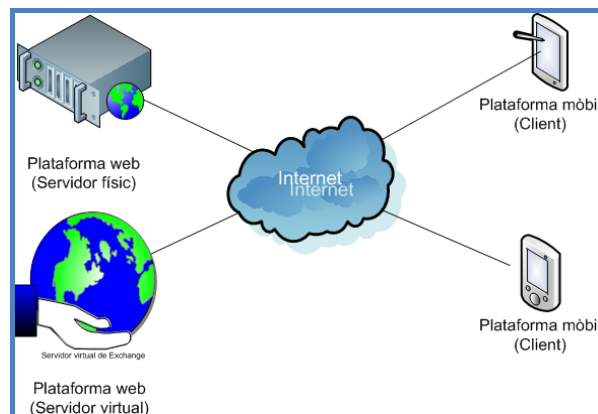 Plataforma web
(Servidor físic)
Plataforma mòbi
(Client)
Internet
Internet
Servidor virtual de Exchange
Plataforma web
(Servidor virtual)
Plataforma mòbi
(Client)